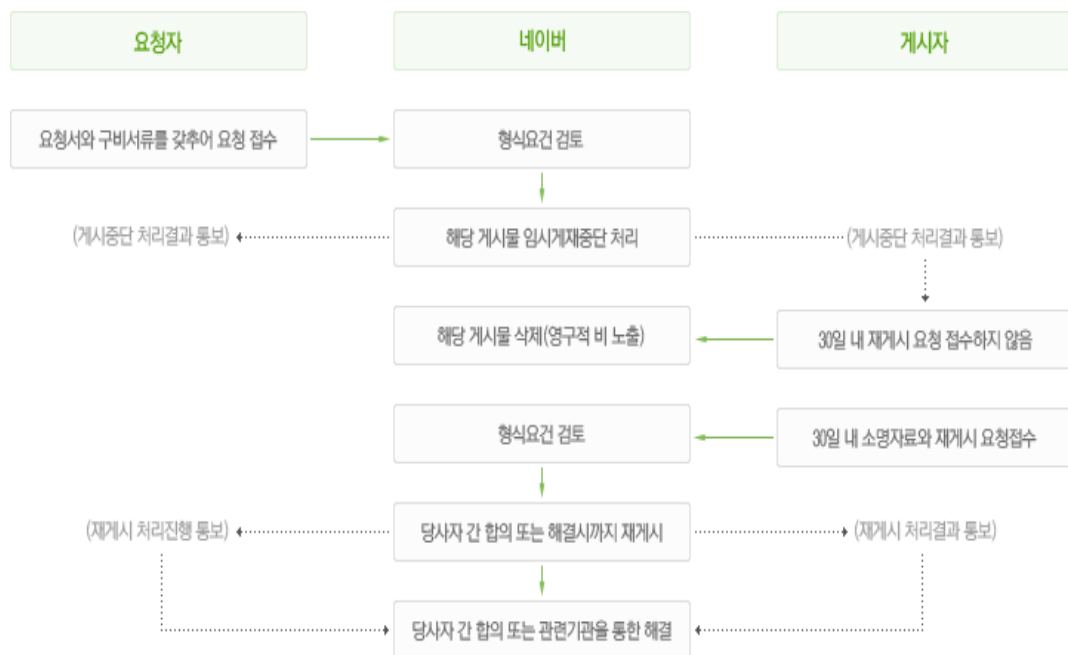 요청자
네이버
게시자
요청서와 구비서류를 갖추어 요청 접수
형식요건 검토
(게시중단 처리결과 통보)
해당 게시물 임시게재중단 처리
(게시중단 처리결과 통보)
해당 게시물 삭제(영구적 비 노출)
30일 내 재게시 요청 접수하지 않음
형식요건 검토
30일 내 소명자료와 재게시 요청접수
(재게시 처리진행 통보)
당사자 간 합의 또는 해결시까지 재게시
(재게시 처리결과 통보)
당사자 간 합의 또는 관련기관을 통한 해결